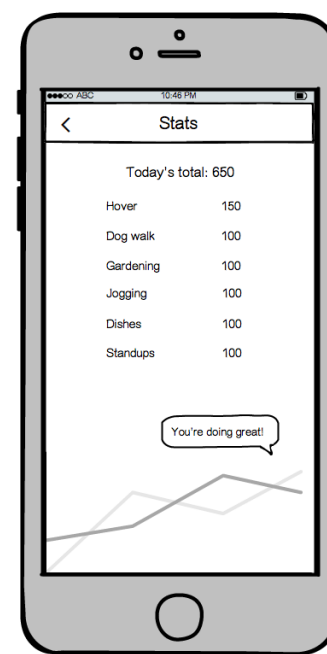 ABC 10:46 PM
Stats
Today's total: 650
Hover 150
Dog walk 100
Gardening 100
Jogging 100
Dishes 100
Standups 100
You're doing great!